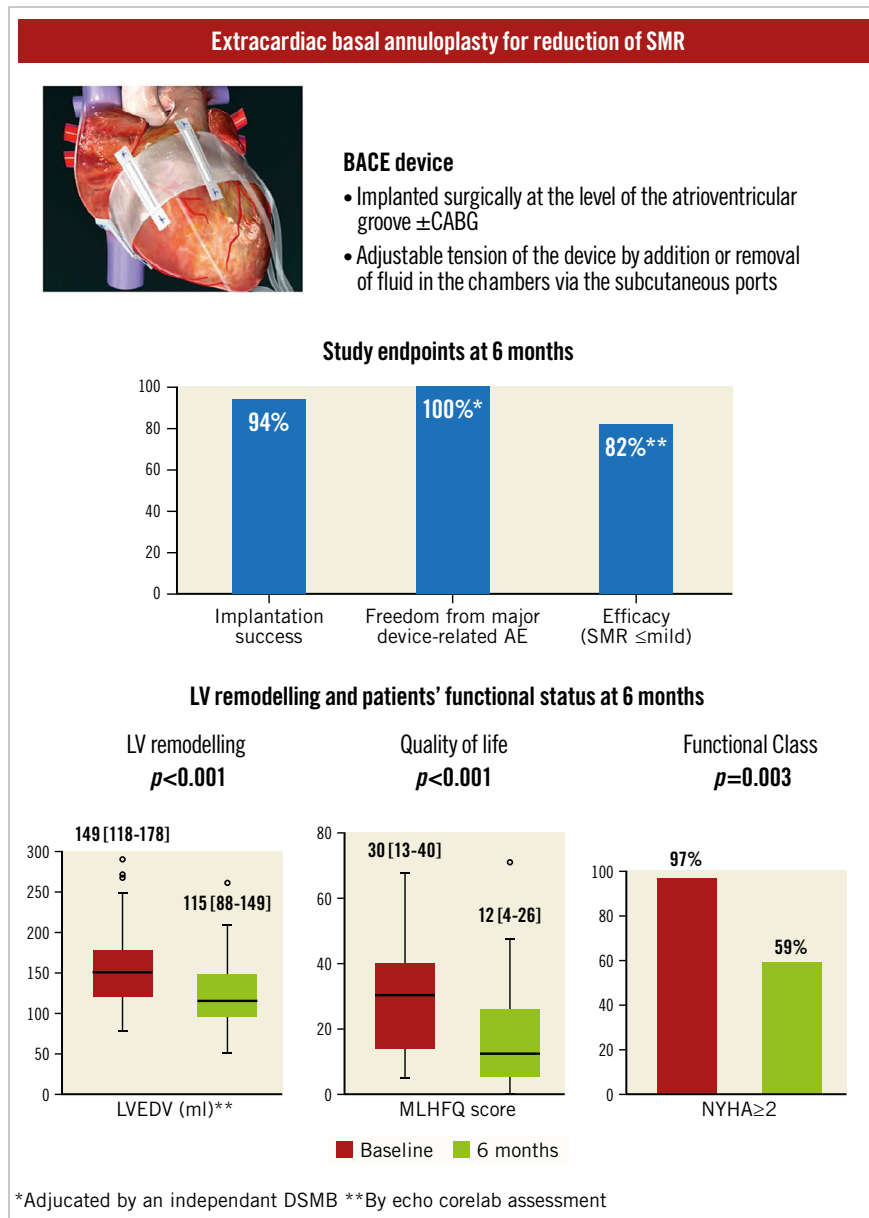 Extracardiac basal annuloplasty for reduction of SMR
BACE device
• Implanted surgically at the level of the atrioventricular
groove ±CABG
• Adjustable tension of the device by addition or removal
of fluid in the chambers via the subcutaneous ports
Study endpoints at 6 months
100
80
60
40
20
0
94%
100%*
82%**
Implantation
success
Freedom from major
device-related AE
Efficacy
(SMR ≤mild)
LV remodelling and patients’ functional status at 6 months
LV remodelling
p<0.001
149 [118-178]
115 [88-149]
300
250
200
150
100
50
0
LVEDV (ml)**
Quality of life
p<0.001
30 [13-40]
12 [4-26]
80
60
40
20
0
MLHFQ score
Functional Class
p=0.003
97%
59%
100
80
60
40
20
0
NYHA≥2
Baseline 6 months
*Adjucated by an independant DSMB **By echo corelab assessment